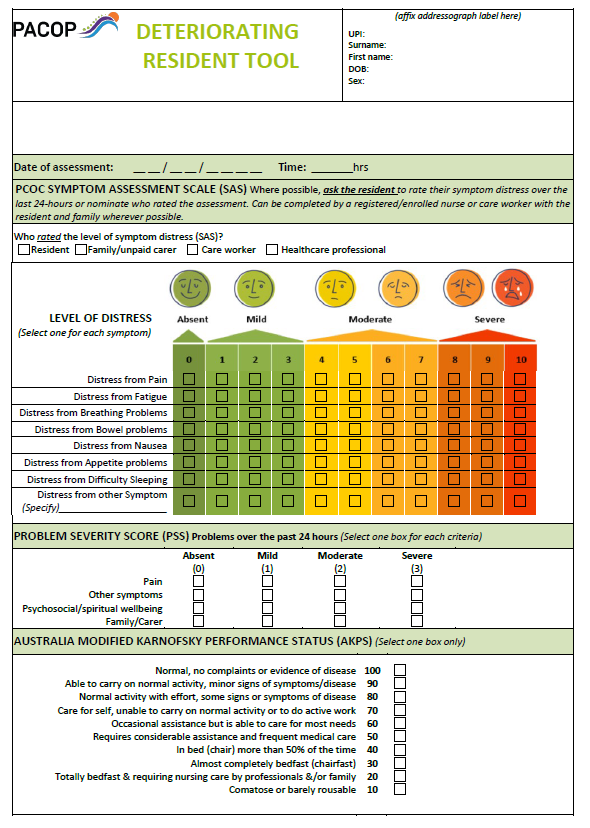 PACOP
DETERIORATING
RESIDENT TOOL
(affix addressograph label here)
UPI:
Surname:
First name:
DOB:
Sex:
Date of assessment: __ __ / __ __ / __ __ __ __ Time: _______hrs
PCOC SYMPTOM ASSESSMENT SCALE (SAS) Where possible, ask the resident to rate their symptom distress over the
last 24-hours or nominate who rated the assessment. Can be completed by a registered/enrolled nurse or care worker with the
resident and family wherever possible.
Who rated the level of symptom distress (SAS)?
Resident Family/unpaid carer Care worker Healthcare professional
LEVEL OF DISTRESS
(Select one for each symptom)
Absent Mild Moderate Severe
0 1 2 3 4 5 6 7 8 9 10
Distress from Pain
Distress from Fatigue
Distress from Breathing Problems
Distress from Bowel problems
Distress from Nausea
Distress from Appetite problems
Distress from Difficulty Sleeping
Distress from other Symptom
(Specify)____________________
PROBLEM SEVERITY SCORE (PSS) Problems over the past 24 hours (Select one box for each criteria)
Absent Mild Moderate Severe
(0) (1) (2) (3)
Pain
Other symptoms
Psychosocial/spiritual wellbeing
Family/Carer
AUSTRALIA MODIFIED KARNOFSKY PERFORMANCE STATUS (AKPS) (Select one box only)
Normal, no complaints or evidence of disease 100
Able to carry on normal activity, minor signs of symptoms/disease 90
Normal activity with effort, some signs or symptoms of disease 80
Care for self, unable to carry on normal activity or to do active work 70
Occasional assistance but is able to care for most needs 60
Requires considerable assistance and frequent medical care 50
In bed (chair) more than 50% of the time 40
Almost completely bedfast (chairfast) 30
Totally bedfast & requiring nursing care by professionals &/or family 20
Comatose or barely rousable 10